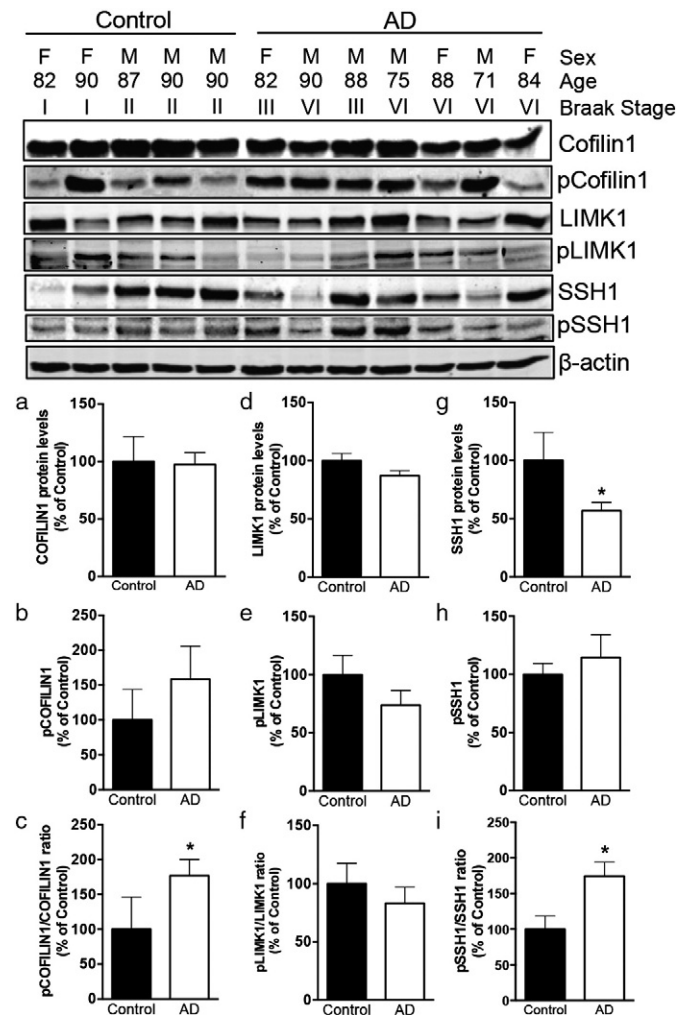 Control AD
F F M M M F M M M F M F Sex
82 90 87 90 90 82 90 88 75 88 71 84 Age
I I II II II III VI III VI VI VI VI Braak Stage
Cofilin1
pCofilin1
LIMK1
pLIMK1
SSH1
pSSH1
β-actin
a
COFILIN1 protein levels
(% of Control)
150
100
50
0
Control AD
d
LIMK1 protein levels
(% of Control)
150
100
50
0
Control AD
g
SSH1 protein levels
(% of Control)
150
100
50
0
*
Control AD
b
pCOFILIN1
(% of Control)
250
200
150
100
50
0
Control AD
e
pLIMK1
(% of Control)
150
100
50
0
Control AD
h
pSSH1
(% of Control)
150
100
50
0
Control AD
c
pCOFILIN1/COFILIN1 ratio
(% of Control)
250
200
150
100
50
0
*
Control AD
f
pLIMK1/LIMK1 ratio
(% of Control)
150
100
50
0
Control AD
i
pSSH1/SSH1 ratio
(% of Control)
250
200
150
100
50
0
*
Control AD